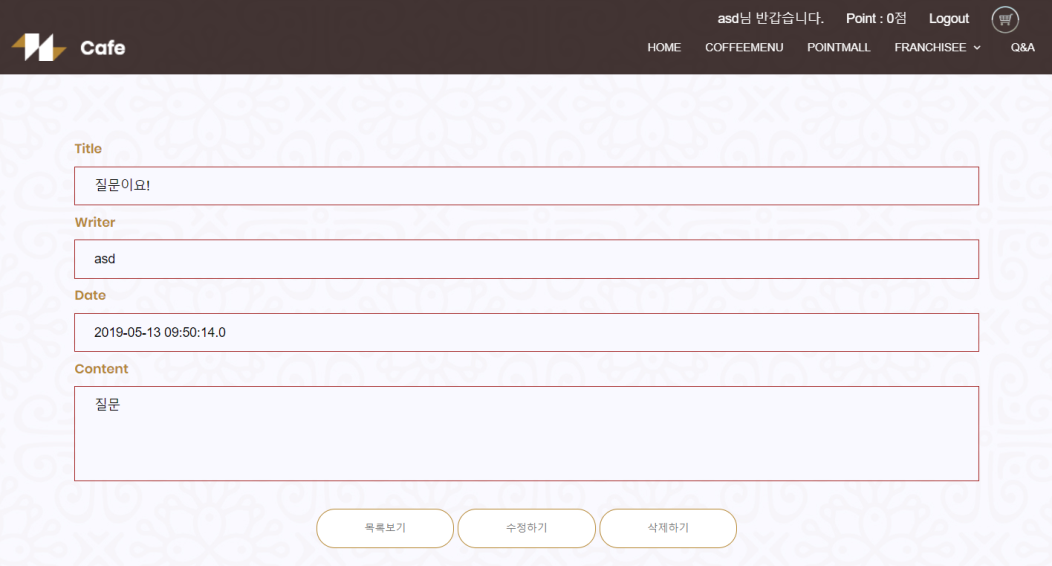 asd님 반갑습니다. Point : 0점 Logout
Cafe
HOME COFFEEMENU POINTMALL FRANCHISEE Q&A
Title
질문이요!
Writer
asd
Date
2019-05-13 09:50:14.0
Content
질문
목록보기 수정하기 삭제하기